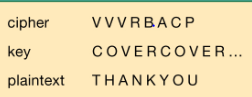 cipher VVVRBACP
key COVERCOVER...
plaintext THANKYOU